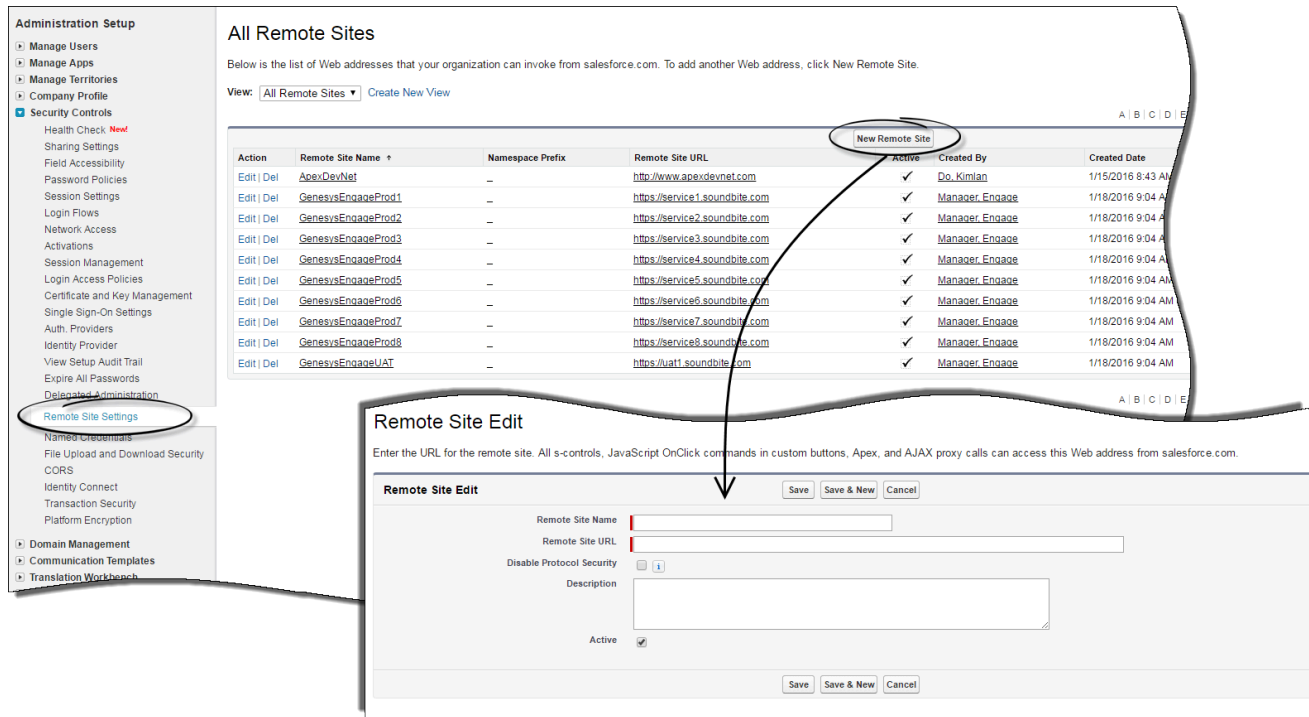 Administration Setup
Manage Users
Manage Apps
Manage Territories
Company Profile
Security Controls
Health Check New!
Sharing Settings
Field Accessibility
Password Policies
Session Settings
Login Flows
Network Access
Activations
Session Management
Login Access Policies
Certificate and Key Management
Single Sign-On Settings
Auth. Providers
Identity Provider
View Setup Audit Trail
Expire All Passwords
Delegated Administration
Remote Site Settings
Named Credentials
File Upload and Download Security
CORS
Identity Connect
Transaction Security
Platform Encryption
Domain Management
Communication Templates
Translation Workbench
All Remote Sites
Below is the list of Web addresses that your organization can invoke from salesforce.com. To add another Web address, click New Remote Site.
View: All Remote Sites Create New View
A | B | C | D | E
New Remote Site
Action Remote Site Name Namespace Prefix Remote Site URL Active Created By Created Date
Edit | Del ApexDevNet http://www.apexdevnet.com Do, Kimlan 1/15/2016 8:43 AM
Edit | Del GenesysEngageProd1 https://service1.soundbite.com Manager, Engage 1/18/2016 9:04 A
Edit | Del GenesysEngageProd2 https://service2.soundbite.com Manager, Engage 1/18/2016 9:04 A
Edit | Del GenesysEngageProd3 https://service3.soundbite.com Manager, Engage 1/18/2016 9:04 A
Edit | Del GenesysEngageProd4 https://service4.soundbite.com Manager, Engage 1/18/2016 9:04 A
Edit | Del GenesysEngageProd5 https://service5.soundbite.com Manager, Engage 1/18/2016 9:04 AM
Edit | Del GenesysEngageProd6 https://service6.soundbite.com Manager, Engage 1/18/2016 9:04 AM
Edit | Del GenesysEngageProd7 https://service7.soundbite.com Manager, Engage 1/18/2016 9:04 AM
Edit | Del GenesysEngageProd8 https://service8.soundbite.com Manager, Engage 1/18/2016 9:04 AM
Edit | Del GenesysEngageUAT https://uat1.soundbite.com Manager, Engage 1/18/2016 9:04 AM
A | B | C | D | E
Remote Site Edit
Enter the URL for the remote site. All s-controls, JavaScript OnClick commands in custom buttons, Apex, and AJAX proxy calls can access this Web address from salesforce.com.
Remote Site Edit Save Save & New Cancel
Remote Site Name
Remote Site URL
Disable Protocol Security i
Description
Active
Save Save & New Cancel